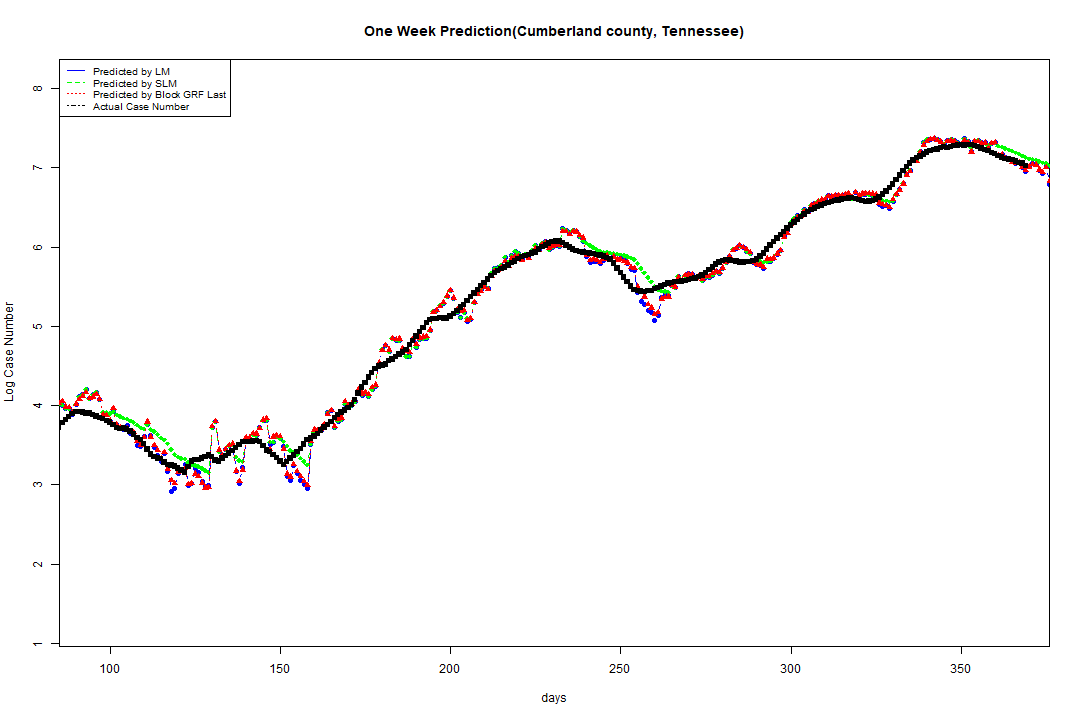 One Week Prediction(Cumberland county, Tennessee)
Predicted by LM
Predicted by SLM
Predicted by Block GRF Last
Actual Case Number
8
7
6
5
4
3
2
1
Log Case Number
100 150 200 250 300 350
days